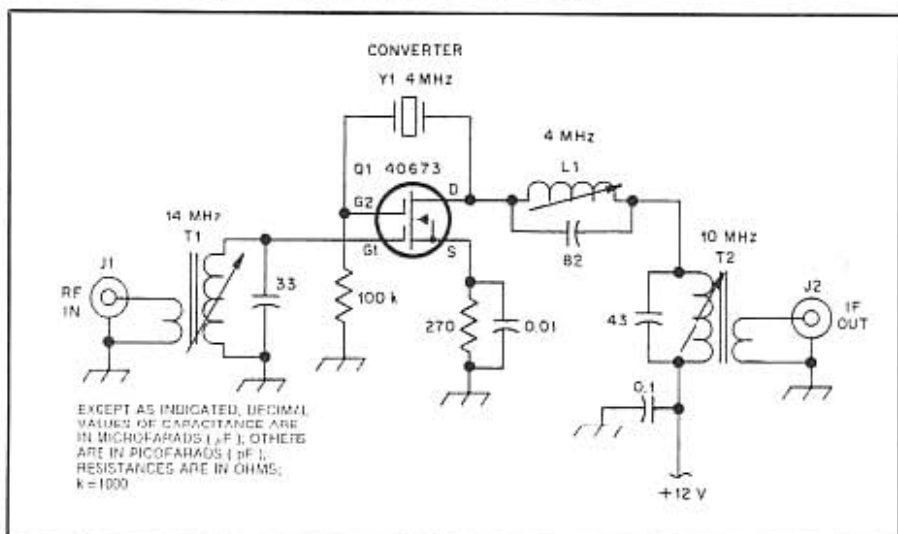 CONVERTER
Y1 4 MHz
4 MHz
L1
Q1 40673
D
G2
G1
S
82
14 MHz
T1
10 MHz
T2
J1
RF
IN
33
100 k
270
0.01
43
J2
IF
OUT
0.1
+12 V
EXCEPT AS INDICATED, DECIMAL
VALUES OF CAPACITANCE ARE
IN MICROFARADS ( µF ); OTHERS
ARE IN PICOFARADS ( pF );
RESISTANCES ARE IN OHMS;
k = 1000